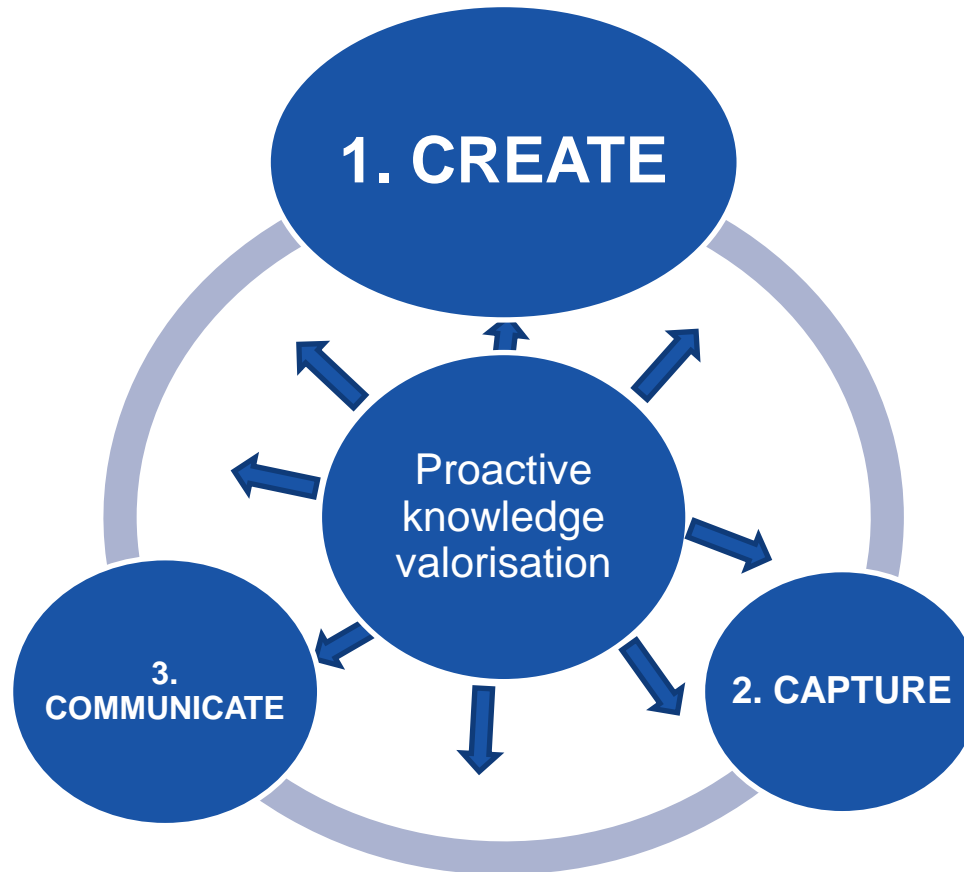 1. CREATE
Proactive
knowledge
valorisation
3.
COMMUNICATE
2. CAPTURE